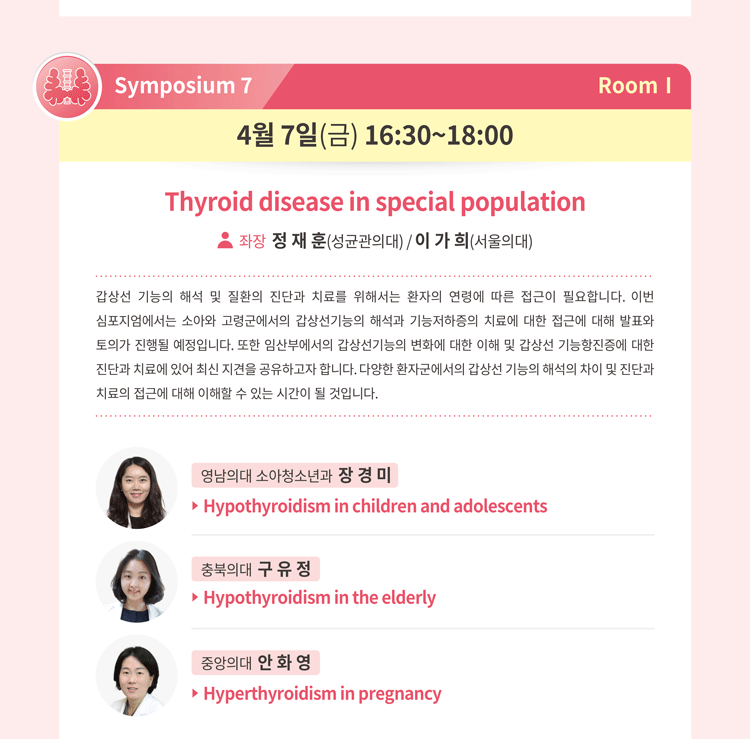 Symposium 7
Room I
4월 7일(금) 16:30~18:00
Thyroid disease in special population
좌장 정 재 훈(성균관의대) / 이 가 희(서울의대)
갑상선 기능의 해석 및 질환의 진단과 치료를 위해서는 환자의 연령에 따른 접근이 필요합니다. 이번
심포지엄에서는 소아와 고령군에서의 갑상선기능의 해석과 기능저하증의 치료에 대한 접근에 대해 발표와
토의가 진행될 예정입니다. 또한 임산부에서의 갑상선기능의 변화에 대한 이해 및 갑상선 기능항진증에 대한
진단과 치료에 있어 최신 지견을 공유하고자 합니다. 다양한 환자군에서의 갑상선 기능의 해석의 차이 및 진단과
치료의 접근에 대해 이해할 수 있는 시간이 될 것입니다.
영남의대 소아청소년과 장 경 미
Hypothyroidism in children and adolescents
충북의대 구 유 정
Hypothyroidism in the elderly
중앙의대 안 화 영
Hyperthyroidism in pregnancy